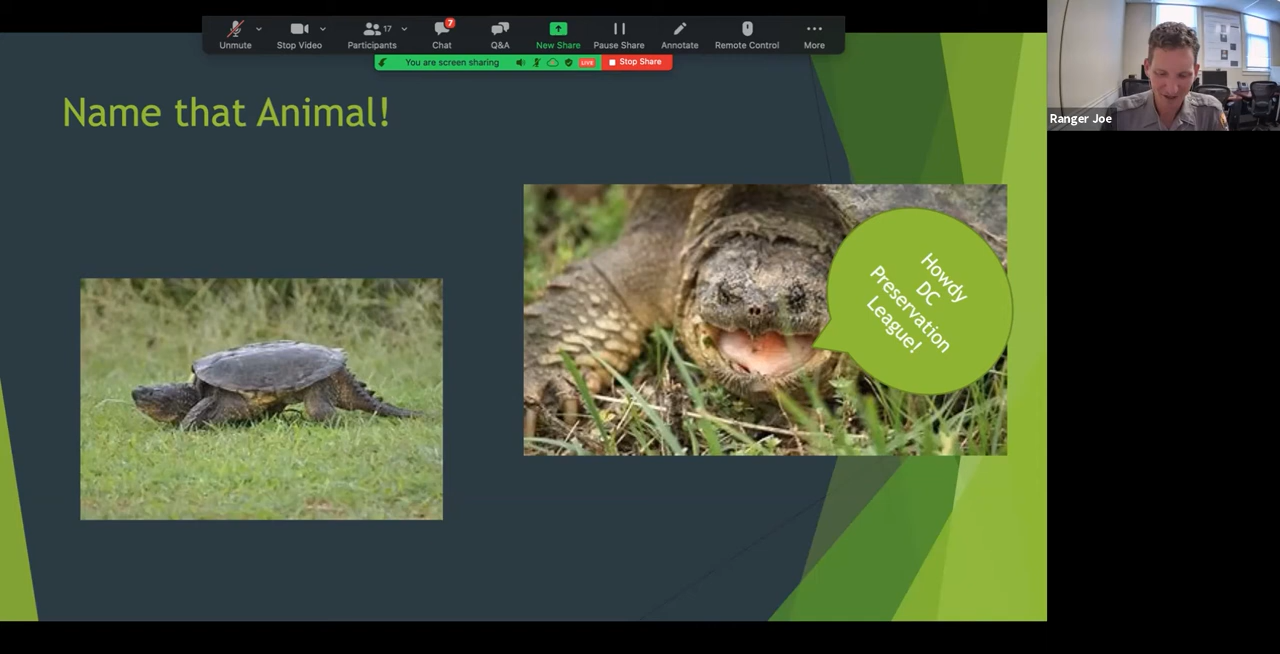 7
17
Unmute
Stop Video
Participants
Chat
Q&A
New Share
Pause Share
Annotate
Remote Control
More
You are screen sharing
LIVE
Stop Share
Ranger Joe
Name that Animal!
Howdy
DC
Preservation
League!